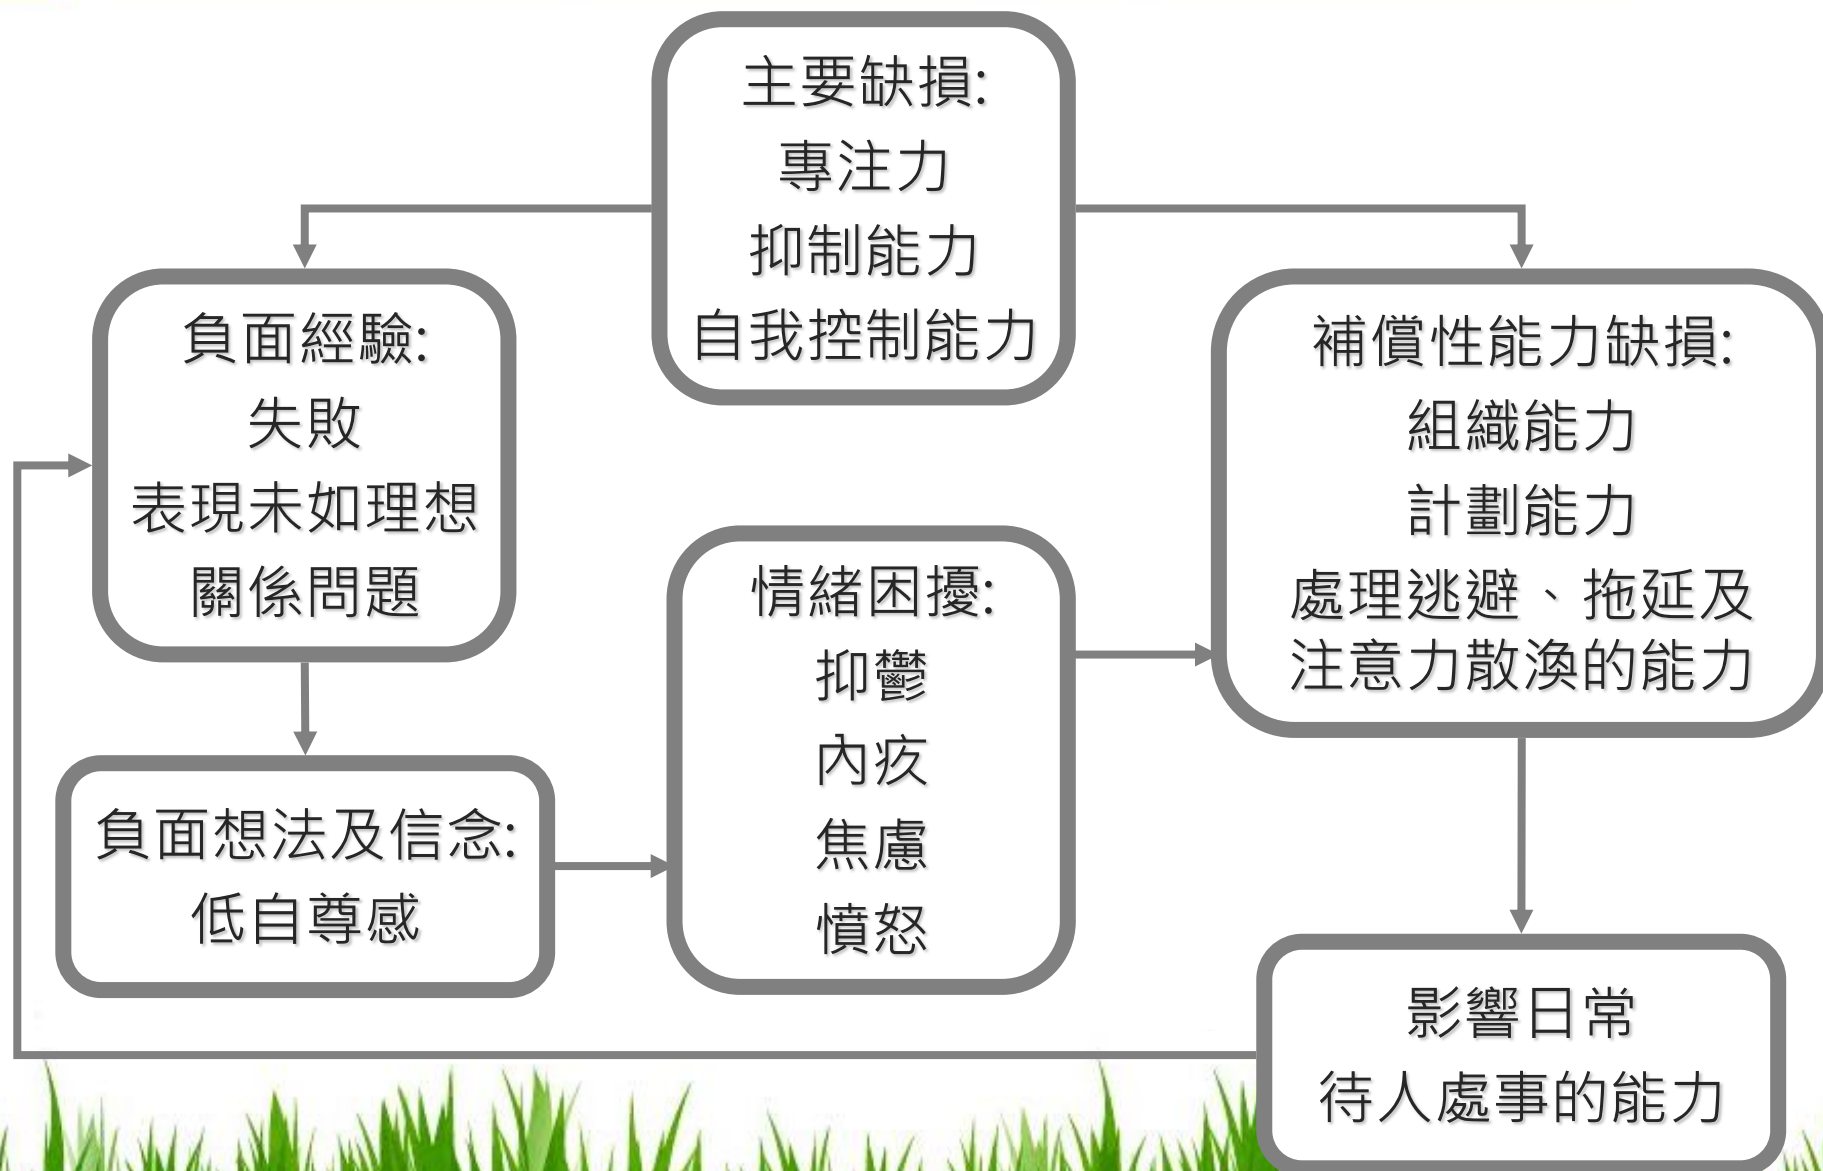 主要缺損:
專注力
抑制能力
自我控制能力
負面經驗:
失敗
表現未如理想
關係問題
補償性能力缺損:
組織能力
計劃能力
處理逃避、拖延及
注意力散渙的能力
情緒困擾:
抑鬱
內疚
焦慮
憤怒
負面想法及信念:
低自尊感
影響日常
待人處事的能力